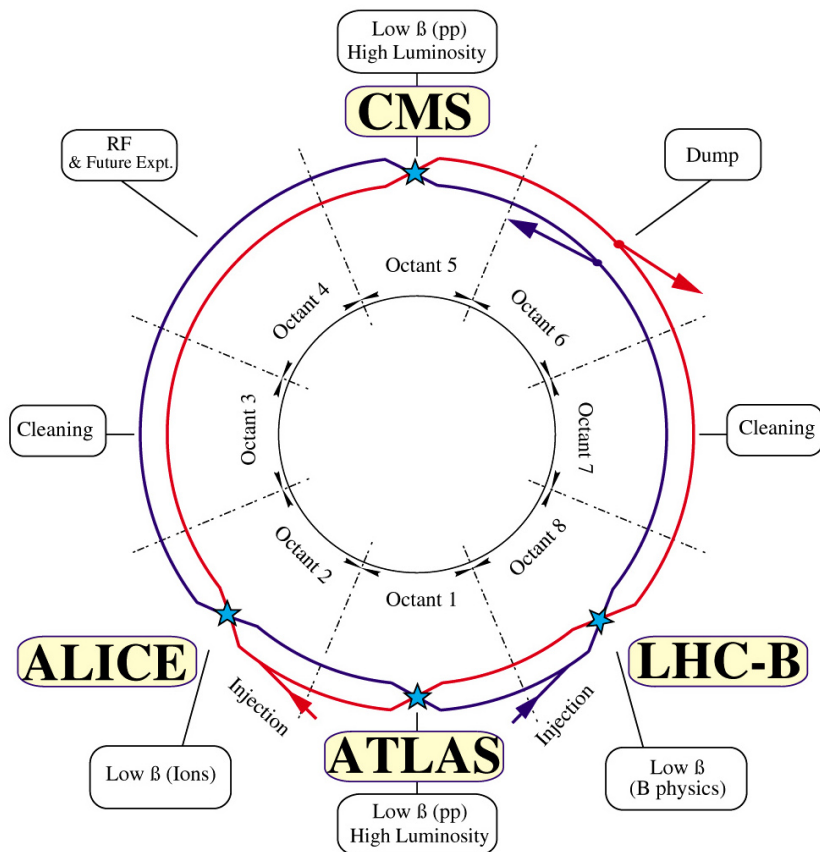 Low ß (pp)
High Luminosity
CMS
RF
& Future Expt.
Dump
Octant 5
Octant 4
Octant 6
Cleaning
Octant 3
Octant 7
Cleaning
Octant 2
Octant 8
Octant 1
ALICE
LHC-B
Injection
Injection
ATLAS
Low ß (Ions)
Low ß
(B physics)
Low ß (pp)
High Luminosity